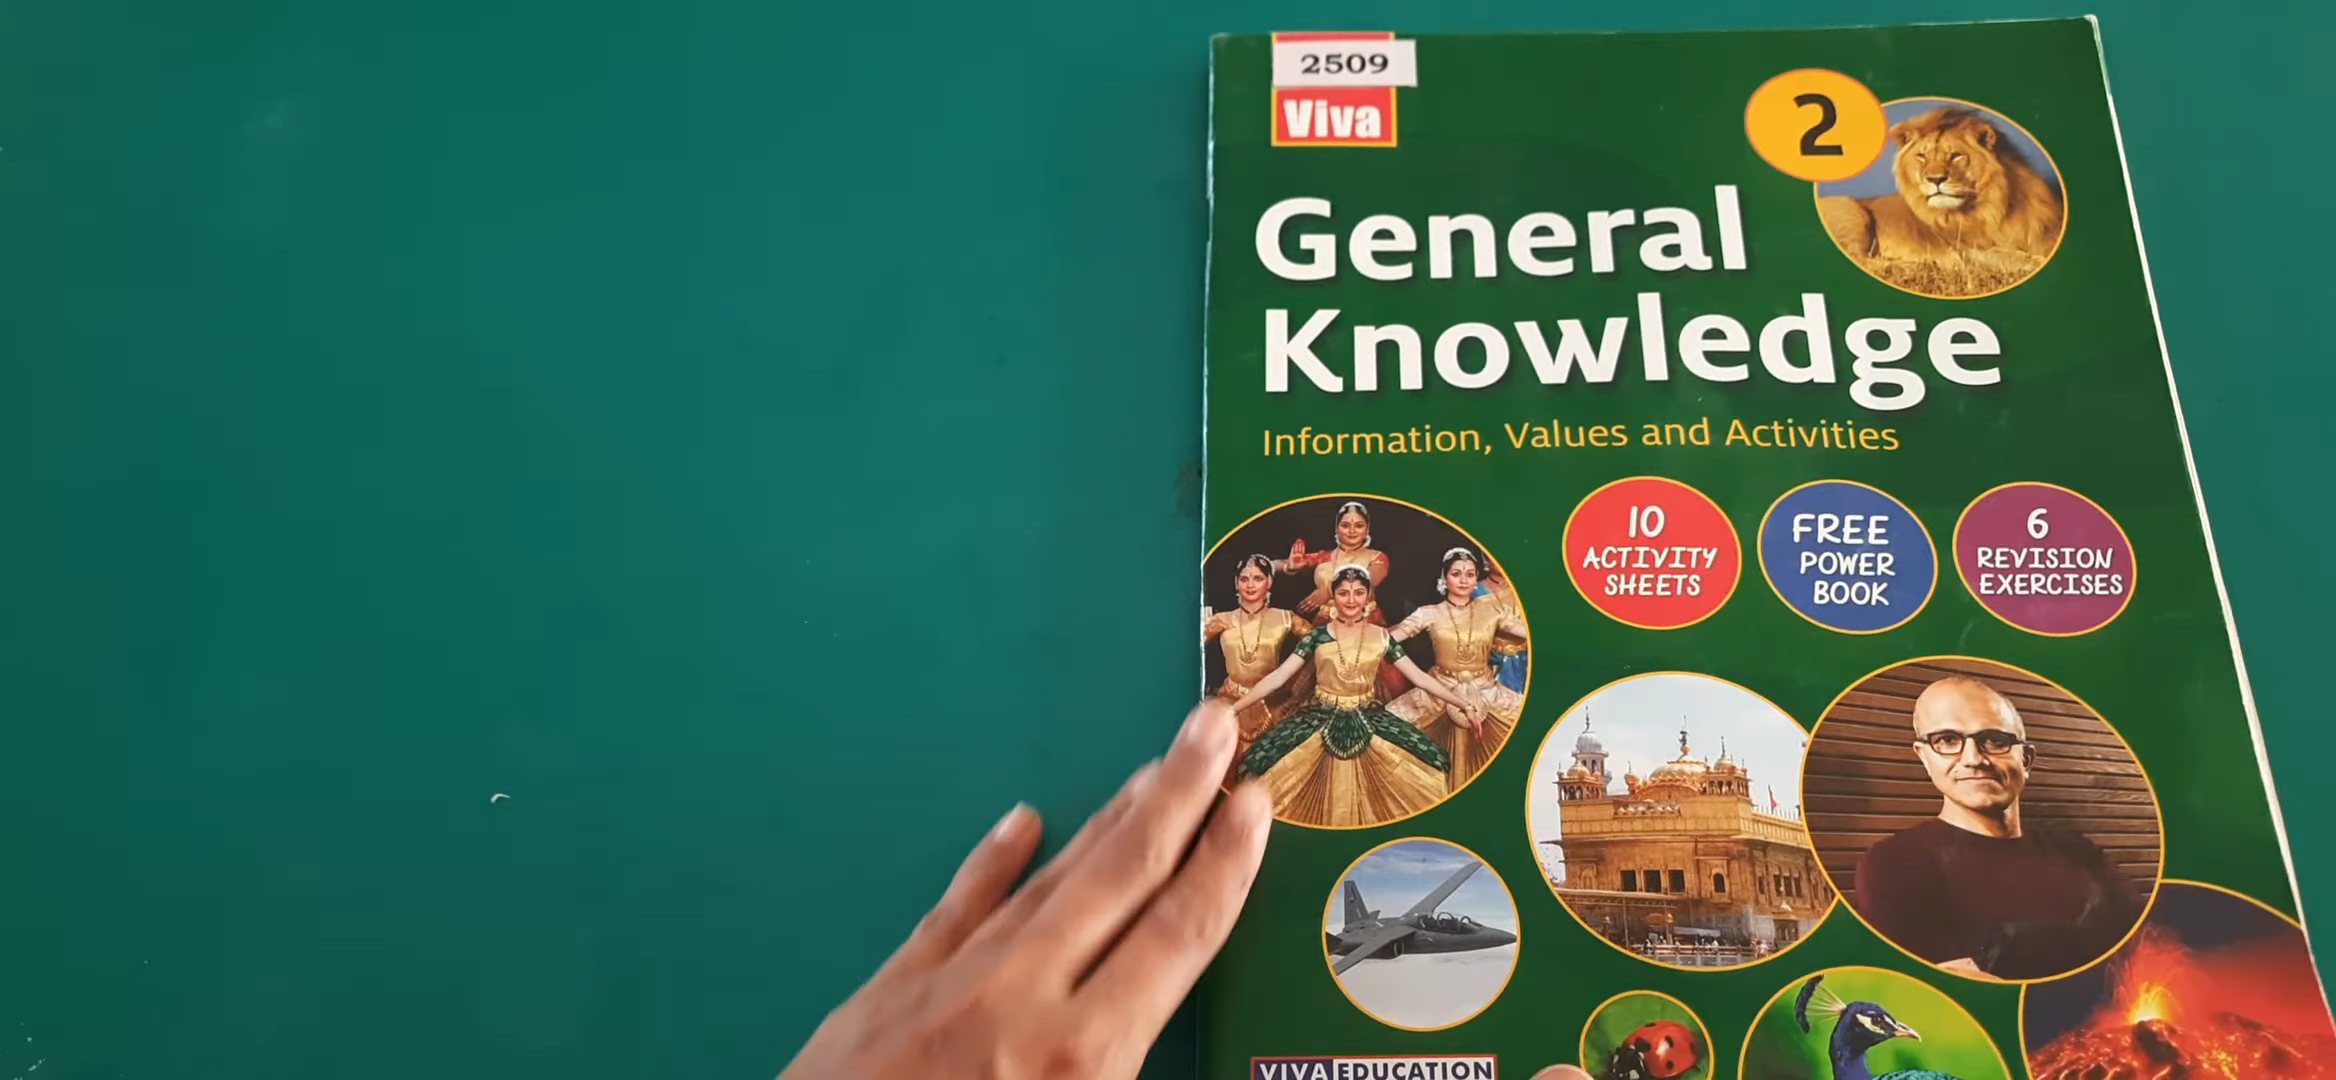 2509
Viva
2
General
Knowledge
Information, Values and Activities
10
ACTIVITY
SHEETS
FREE
POWER
BOOK
6
REVISION
EXERCISES
VIVA EDUCATION